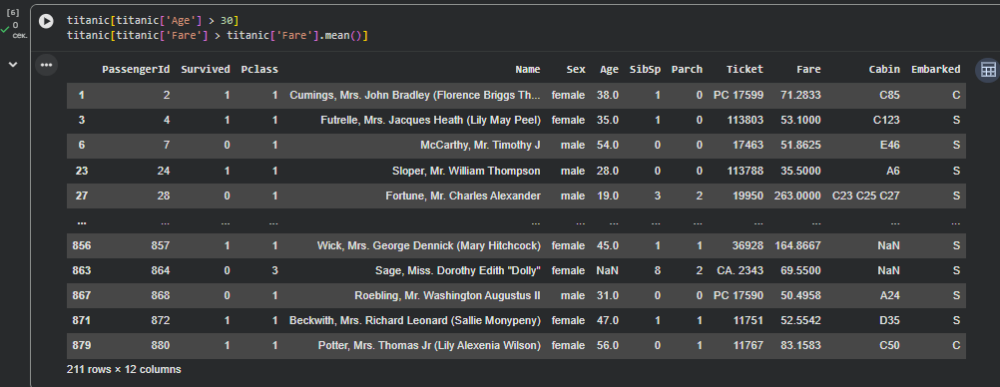 [6]
0
сек.
titanic[titanic['Age'] > 30]
titanic[titanic['Fare'] > titanic['Fare'].mean()]
PassengerId Survived Pclass Name Sex Age SibSp Parch Ticket Fare Cabin Embarked
1 2 1 1 Cumings, Mrs. John Bradley (Florence Briggs Th... female 38.0 1 0 PC 17599 71.2833 C85 C
3 4 1 1 Futrelle, Mrs. Jacques Heath (Lily May Peel) female 35.0 1 0 113803 53.1000 C123 S
6 7 0 1 McCarthy, Mr. Timothy J male 54.0 0 0 17463 51.8625 E46 S
23 24 1 1 Sloper, Mr. William Thompson male 28.0 0 0 113788 35.5000 A6 S
27 28 0 1 Fortune, Mr. Charles Alexander male 19.0 3 2 19950 263.0000 C23 C25 C27 S
... ... ... ... ... ... ... ... ... ... ... ... ...
856 857 1 1 Wick, Mrs. George Dennick (Mary Hitchcock) female 45.0 1 1 36928 164.8667 NaN S
863 864 0 3 Sage, Miss. Dorothy Edith "Dolly" female NaN 8 2 CA. 2343 69.5500 NaN S
867 868 0 1 Roebling, Mr. Washington Augustus II male 31.0 0 0 PC 17590 50.4958 A24 S
871 872 1 1 Beckwith, Mrs. Richard Leonard (Sallie Monypeny) female 47.0 1 1 11751 52.5542 D35 S
879 880 1 1 Potter, Mrs. Thomas Jr (Lily Alexenia Wilson) female 56.0 0 1 11767 83.1583 C50 C
211 rows × 12 columns